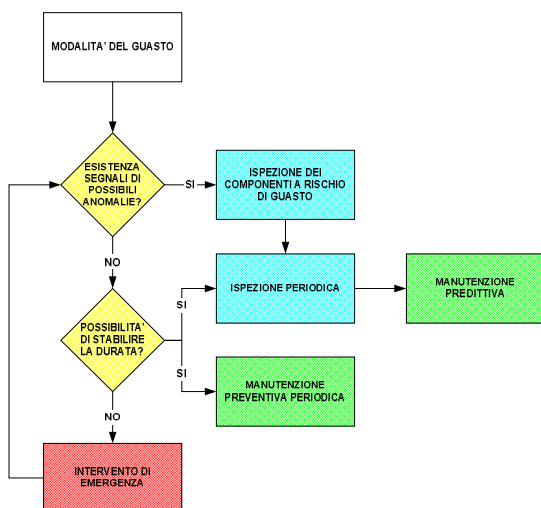 MODALITA' DEL GUASTO
ESISTENZA
SEGNALI DI
POSSIBILI
ANOMALIE?
SI
ISPEZIONE DEI
COMPONENTI A RISCHIO
DI GUASTO
NO
SI
ISPEZIONE PERIODICA
MANUTENZIONE
PREDITTIVA
POSSIBILITA'
DI STABILIRE
LA DURATA?
SI
MANUTENZIONE
PREVENTIVA PERIODICA
NO
INTERVENTO DI
EMERGENZA